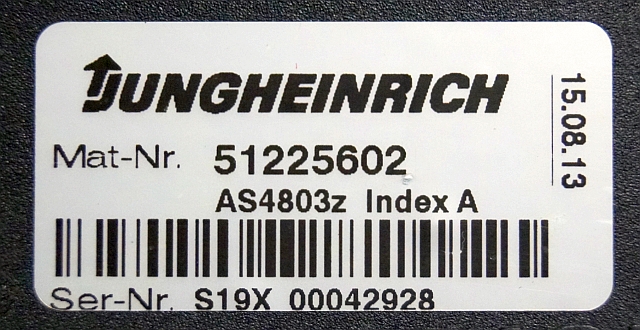 JUNGHEINRICH
Mat-Nr. 51225602
AS4803z Index A
Ser-Nr. S19X 00042928
15.08.13